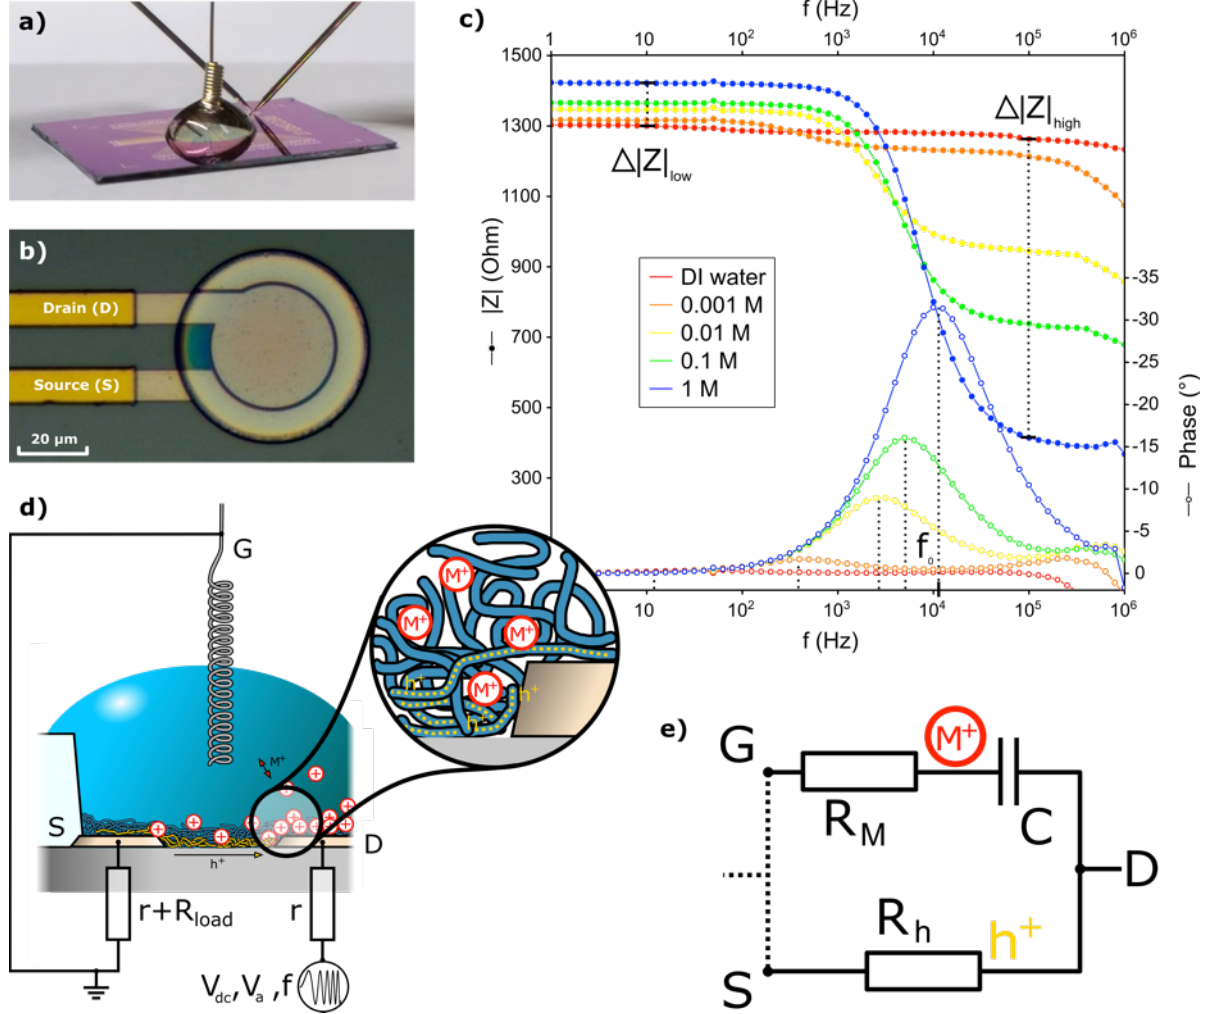 a)
b)
Drain (D)
Source (S)
20 µm
c)
f (Hz)
1 10 10² 10³ 10⁴ 10⁵ 10⁶
1500
1300
1100
900
700
500
300
|Z| (Ohm)
Δ|Z|low
Δ|Z|high
DI water
0.001 M
0.01 M
0.1 M
1 M
f₀
-35
-30
-25
-20
-15
-10
-5
0
Phase (°)
10 10² 10³ 10⁴ 10⁵ 10⁶
f (Hz)
d)
G
M⁺
M⁺
M⁺
M⁺
h⁺
h⁺
h⁺
M⁺
S
D
h⁺
r+Rload
r
Vdc,Va,f
e)
G
M⁺
RM
C
D
Rh
h⁺
S